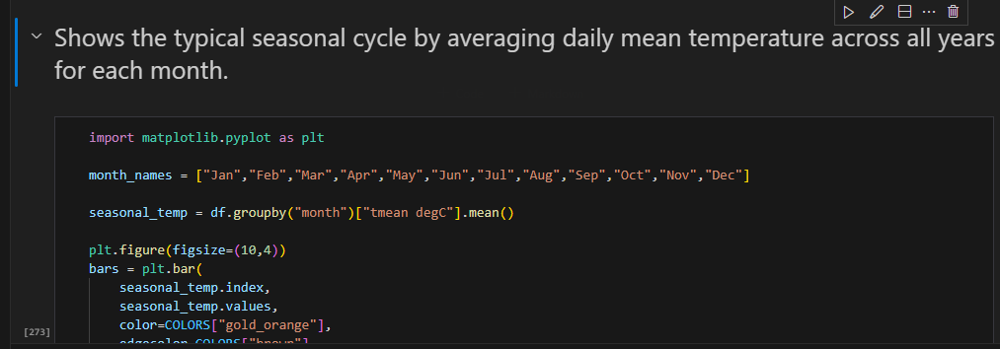 Shows the typical seasonal cycle by averaging daily mean temperature across all years
for each month.
import matplotlib.pyplot as plt
month_names = ["Jan","Feb","Mar","Apr","May","Jun","Jul","Aug","Sep","Oct","Nov","Dec"]
seasonal_temp = df.groupby("month")["tmean degC"].mean()
plt.figure(figsize=(10,4))
bars = plt.bar(
seasonal_temp.index,
seasonal_temp.values,
color=COLORS["gold_orange"],
[273]
edgecolor=COLORS["brown"]